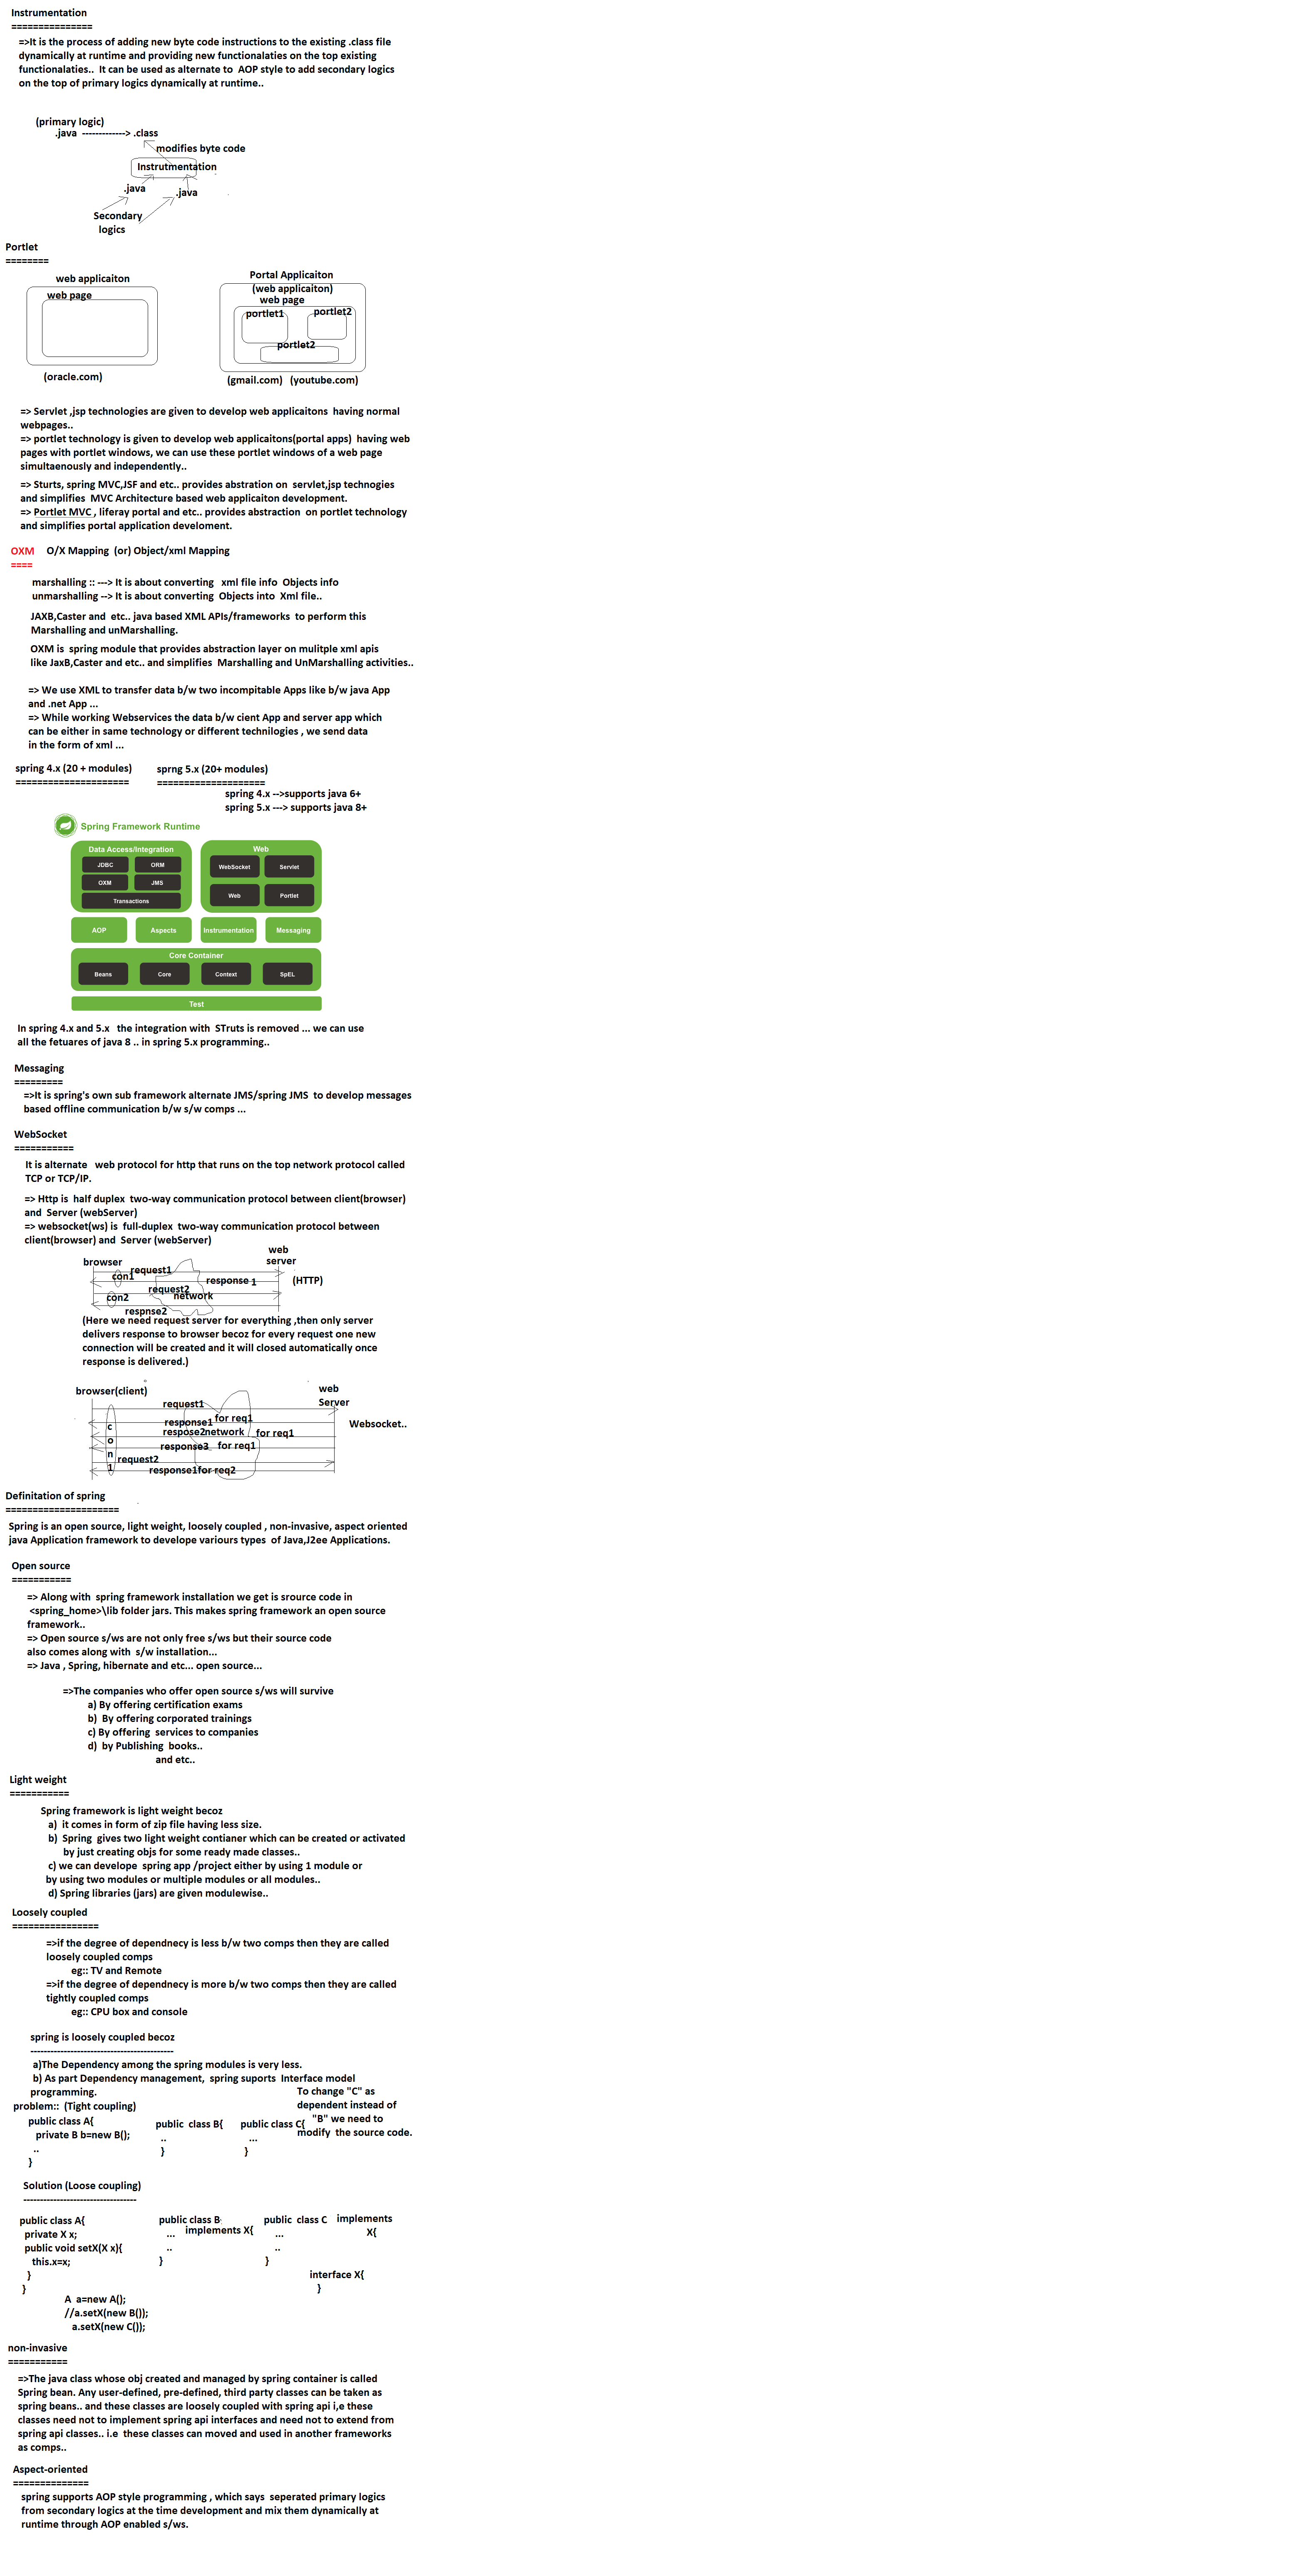 Instrumentation
===============
=>It is the process of adding new byte code instructions to the existing .class file
dynamically at runtime and providing new functionalaties on the top existing
functionalaties.. It can be used as alternate to AOP style to add secondary logics
on the top of primary logics dynamically at runtime..
(primary logic)
.java -------------> .class
modifies byte code
Instrutmentation
.java
.java
Secondary
logics
Portlet
========
web applicaiton
web page
(oracle.com)
Portal Applicaiton
(web applicaiton)
web page
portlet1
portlet2
portlet2
(gmail.com) (youtube.com)
=> Servlet ,jsp technologies are given to develop web applicaitons having normal
webpages..
=> portlet technology is given to develop web applicaitons(portal apps) having web
pages with portlet windows, we can use these portlet windows of a web page
simultaenously and independently..
=> Sturts, spring MVC,JSF and etc.. provides abstration on servlet,jsp technogies
and simplifies MVC Architecture based web applicaiton development.
=> Portlet MVC , liferay portal and etc.. provides abstraction on portlet technology
and simplifies portal application develoment.
OXM O/X Mapping (or) Object/xml Mapping
====
marshalling :: ---> It is about converting xml file info Objects info
unmarshalling --> It is about converting Objects into Xml file..
JAXB,Caster and etc.. java based XML APIs/frameworks to perform this
Marshalling and unMarshalling.
OXM is spring module that provides abstraction layer on mulitple xml apis
like JaxB,Caster and etc.. and simplifies Marshalling and UnMarshalling activities..
=> We use XML to transfer data b/w two incompitable Apps like b/w java App
and .net App ...
=> While working Webservices the data b/w cient App and server app which
can be either in same technology or different technilogies , we send data
in the form of xml ...
spring 4.x (20 + modules) sprng 5.x (20+ modules)
===================== ====================
spring 4.x -->supports java 6+
spring 5.x ---> supports java 8+
Spring Framework Runtime
Data Access/Integration
JDBC ORM
OXM JMS
Transactions
Web
WebSocket Servlet
Web Portlet
AOP Aspects Instrumentation Messaging
Core Container
Beans Core Context SpEL
Test
In spring 4.x and 5.x the integration with STruts is removed ... we can use
all the fetuares of java 8 .. in spring 5.x programming..
Messaging
=========
=>It is spring's own sub framework alternate JMS/spring JMS to develop messages
based offline communication b/w s/w comps ...
WebSocket
===========
It is alternate web protocol for http that runs on the top network protocol called
TCP or TCP/IP.
=> Http is half duplex two-way communication protocol between client(browser)
and Server (webServer)
=> websocket(ws) is full-duplex two-way communication protocol between
client(browser) and Server (webServer)
browser
web
server
request1
con1
response 1
(HTTP)
request2
con2
network
respnse2
(Here we need request server for everything ,then only server
delivers response to browser becoz for every request one new
connection will be created and it will closed automatically once
response is delivered.)
browser(client)
web
Server
request1
response1 for req1
Websocket..
respose2 network for req1
response3 for req1
c
o
n
1
request2
response1for req2
Definitation of spring
=====================
Spring is an open source, light weight, loosely coupled , non-invasive, aspect oriented
java Application framework to develope variours types of Java,J2ee Applications.
Open source
===========
=> Along with spring framework installation we get is srource code in
<spring_home>\lib folder jars. This makes spring framework an open source
framework..
=> Open source s/ws are not only free s/ws but their source code
also comes along with s/w installation...
=> Java , Spring, hibernate and etc... open source...
=>The companies who offer open source s/ws will survive
a) By offering certification exams
b) By offering corporated trainings
c) By offering services to companies
d) by Publishing books..
and etc..
Light weight
===========
Spring framework is light weight becoz
a) it comes in form of zip file having less size.
b) Spring gives two light weight contianer which can be created or activated
by just creating objs for some ready made classes..
c) we can develope spring app /project either by using 1 module or
by using two modules or multiple modules or all modules..
d) Spring libraries (jars) are given modulewise..
Loosely coupled
================
=>if the degree of dependnecy is less b/w two comps then they are called
loosely coupled comps
eg:: TV and Remote
=>if the degree of dependnecy is more b/w two comps then they are called
tightly coupled comps
eg:: CPU box and console
spring is loosely coupled becoz
-------------------------------------------
a)The Dependency among the spring modules is very less.
b) As part Dependency management, spring suports Interface model
programming.
problem:: (Tight coupling)
public class A{
private B b=new B();
..
}
public class B{
..
}
public class C{
...
}
To change "C" as
dependent instead of
"B" we need to
modify the source code.
Solution (Loose coupling)
----------------------------------
public class A{
private X x;
public void setX(X x){
this.x=x;
}
}
public class B
... implements X{
..
}
public class C implements
X{
...
..
}
interface X{
}
A a=new A();
//a.setX(new B());
a.setX(new C());
non-invasive
===========
=>The java class whose obj created and managed by spring container is called
Spring bean. Any user-defined, pre-defined, third party classes can be taken as
spring beans.. and these classes are loosely coupled with spring api i,e these
classes need not to implement spring api interfaces and need not to extend from
spring api classes.. i.e these classes can moved and used in another frameworks
as comps..
Aspect-oriented
==============
spring supports AOP style programming , which says seperated primary logics
from secondary logics at the time development and mix them dynamically at
runtime through AOP enabled s/ws.